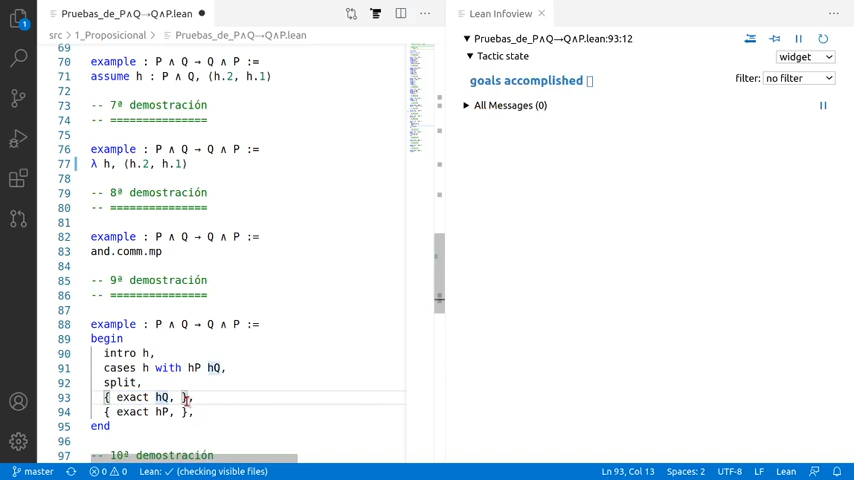 Pruebas_de_P∧Q→Q∧P.lean ●
Lean Infoview
src > 1_Proposicional > Pruebas_de_P∧Q→Q∧P.lean
69
70 example : P ∧ Q → Q ∧ P :=
71 assume h : P ∧ Q, ⟨h.2, h.1⟩
72
73 -- 7ª demostración
74 -- ===============
75
76 example : P ∧ Q → Q ∧ P :=
77 λ h, ⟨h.2, h.1⟩
78
79 -- 8ª demostración
80 -- ===============
81
82 example : P ∧ Q → Q ∧ P :=
83 and.comm.mp
84
85 -- 9ª demostración
86 -- ===============
87
88 example : P ∧ Q → Q ∧ P :=
89 begin
90 intro h,
91 cases h with hP hQ,
92 split,
93 { exact hQ, },
94 { exact hP, },
95 end
96
97 -- 10ª demostración
Pruebas_de_P∧Q→Q∧P.lean:93:12
Tactic state
widget
goals accomplished
filter: no filter
All Messages (0)
1
master
0 0
Lean: ✓ (checking visible files)
Ln 93, Col 13
Spaces: 2
UTF-8
LF
Lean